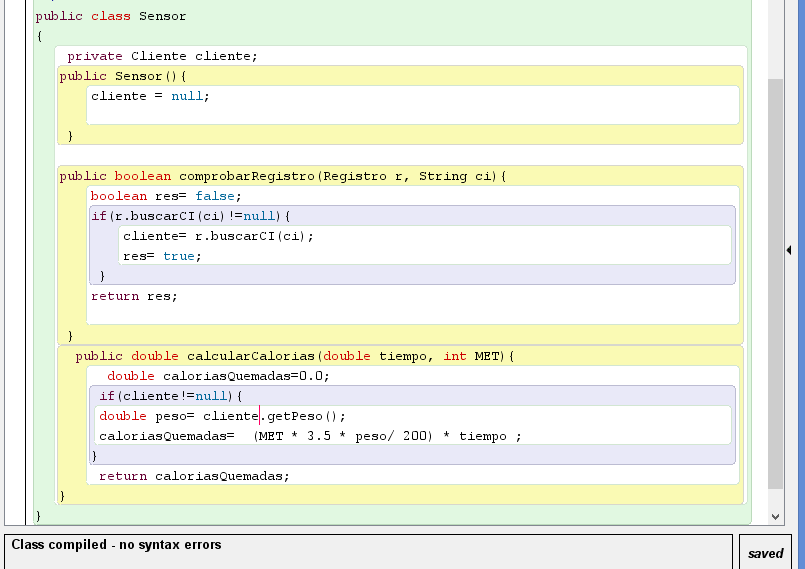 public class Sensor
{
private Cliente cliente;
public Sensor(){
cliente = null;
}
public boolean comprobarRegistro(Registro r, String ci){
boolean res= false;
if(r.buscarCI(ci)!=null){
cliente= r.buscarCI(ci);
res= true;
}
return res;
}
public double calcularCalorias(double tiempo, int MET){
double caloriasQuemadas=0.0;
if(cliente!=null){
double peso= cliente.getPeso();
caloriasQuemadas=  (MET * 3.5 * peso/ 200) * tiempo ;
}
return caloriasQuemadas;
}
}
Class compiled - no syntax errors
saved